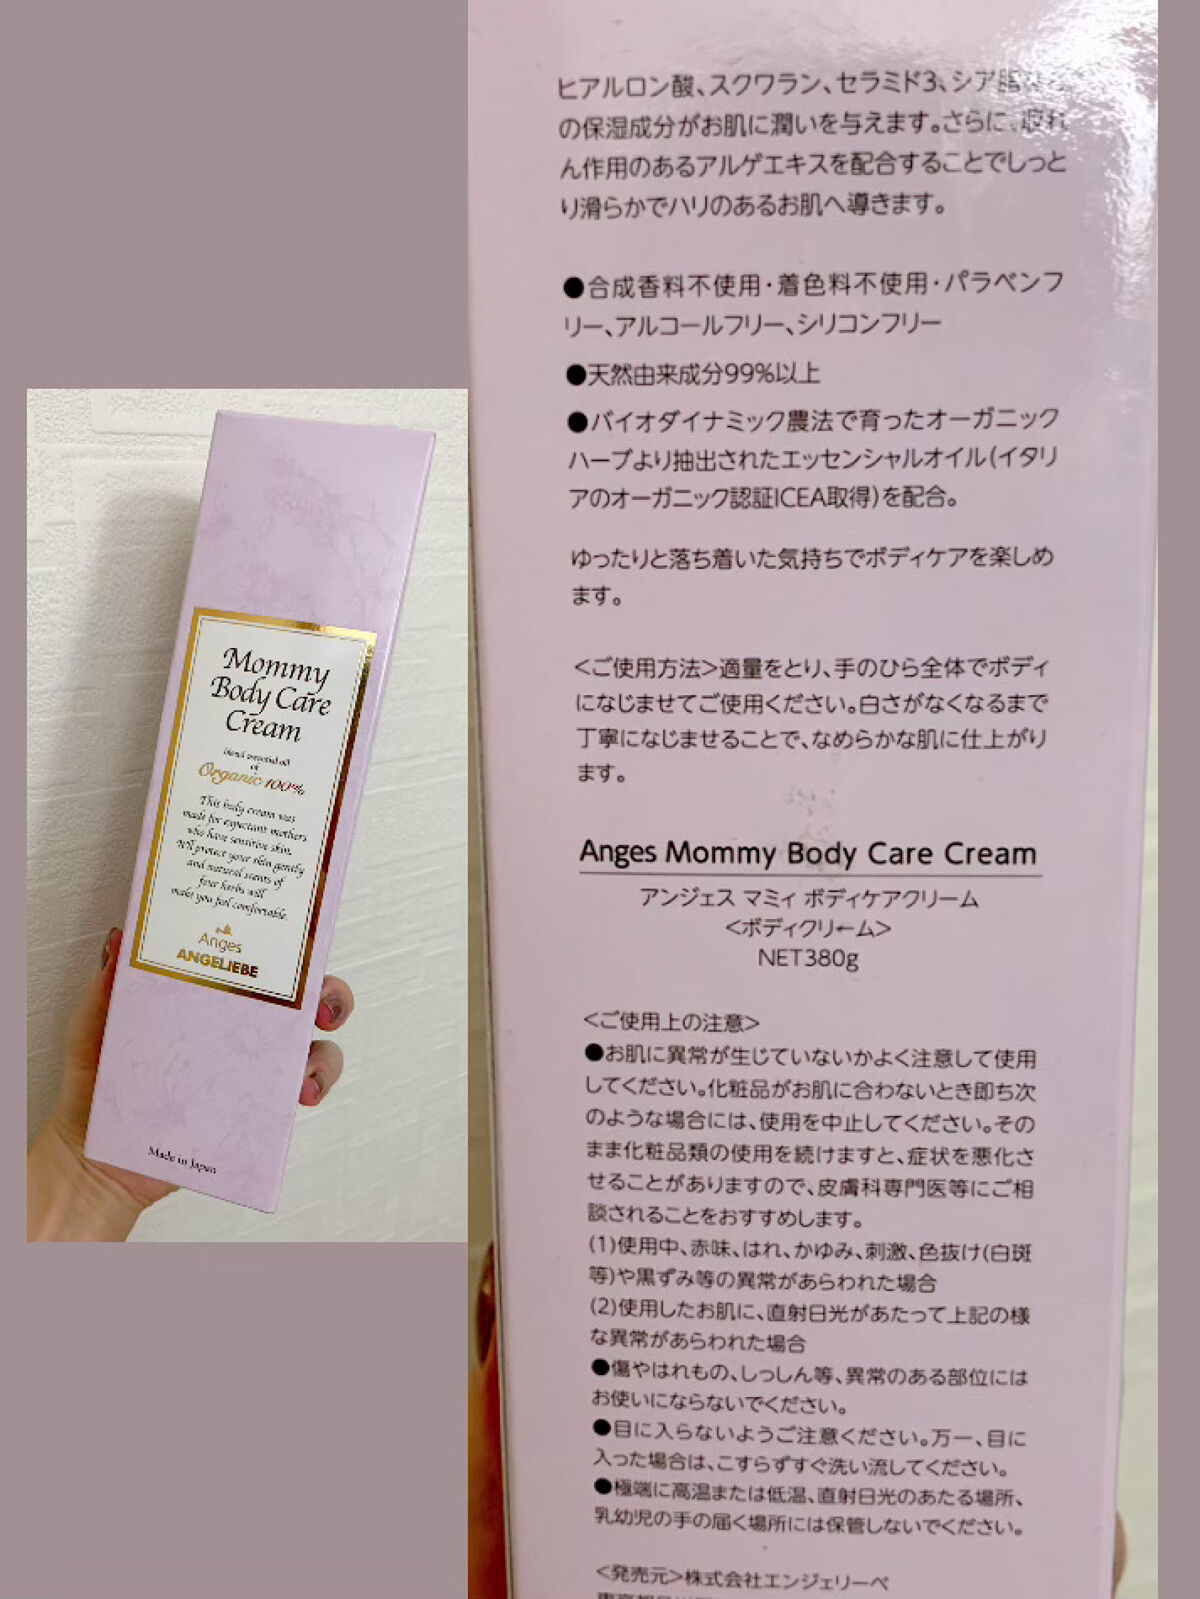 Mommy
Body Care
Cream
blend essential oil
of
Organic 100%
This body cream was
made for expectant mothers
who have sensitive skin.
It'll protect your skin gently
and natural scents of
four herbs will
make you feel comfortable.
Anges
ANGELIEBE
Made in Japan
ヒアルロン酸、スクワラン、セラミド3、シア脂
の保湿成分がお肌に潤いを与えます。さらに、収れ
ん作用のあるアルゲエキスを配合することでしっと
り滑らかでハリのあるお肌へ導きます。
●合成香料不使用・着色料不使用・パラベンフ
リー、アルコールフリー、シリコンフリー
●天然由来成分99%以上
●バイオダイナミック農法で育ったオーガニック
ハーブより抽出されたエッセンシャルオイル(イタリ
アのオーガニック認証ICEA取得)を配合。
ゆったりと落ち着いた気持ちでボディケアを楽しめ
ます。
<ご使用方法>適量をとり、手のひら全体でボディ
になじませてご使用ください。白さがなくなるまで
丁寧になじませることで、なめらかな肌に仕上がり
ます。
Anges Mommy Body Care Cream
アンジェス マミィ ボディケアクリーム
<ボディクリーム>
NET380g
<ご使用上の注意>
●お肌に異常が生じていないかよく注意して使用
してください。化粧品がお肌に合わないとき即ち次
のような場合には、使用を中止してください。その
まま化粧品類の使用を続けますと、症状を悪化さ
せることがありますので、皮膚科専門医等にご相
談されることをおすすめします。
(1)使用中、赤味、はれ、かゆみ、刺激、色抜け(白斑
等)や黒ずみ等の異常があらわれた場合
(2)使用したお肌に、直射日光があたって上記の様
な異常があらわれた場合
●傷やはれもの、しっしん等、異常のある部位には
お使いにならないでください。
●目に入らないようご注意ください。万一、目に
入った場合は、こすらずすぐ洗い流してください。
●極端に高温または低温、直射日光のあたる場所、
乳幼児の手の届く場所には保管しないでください。
<発売元>株式会社エンジェリーベ